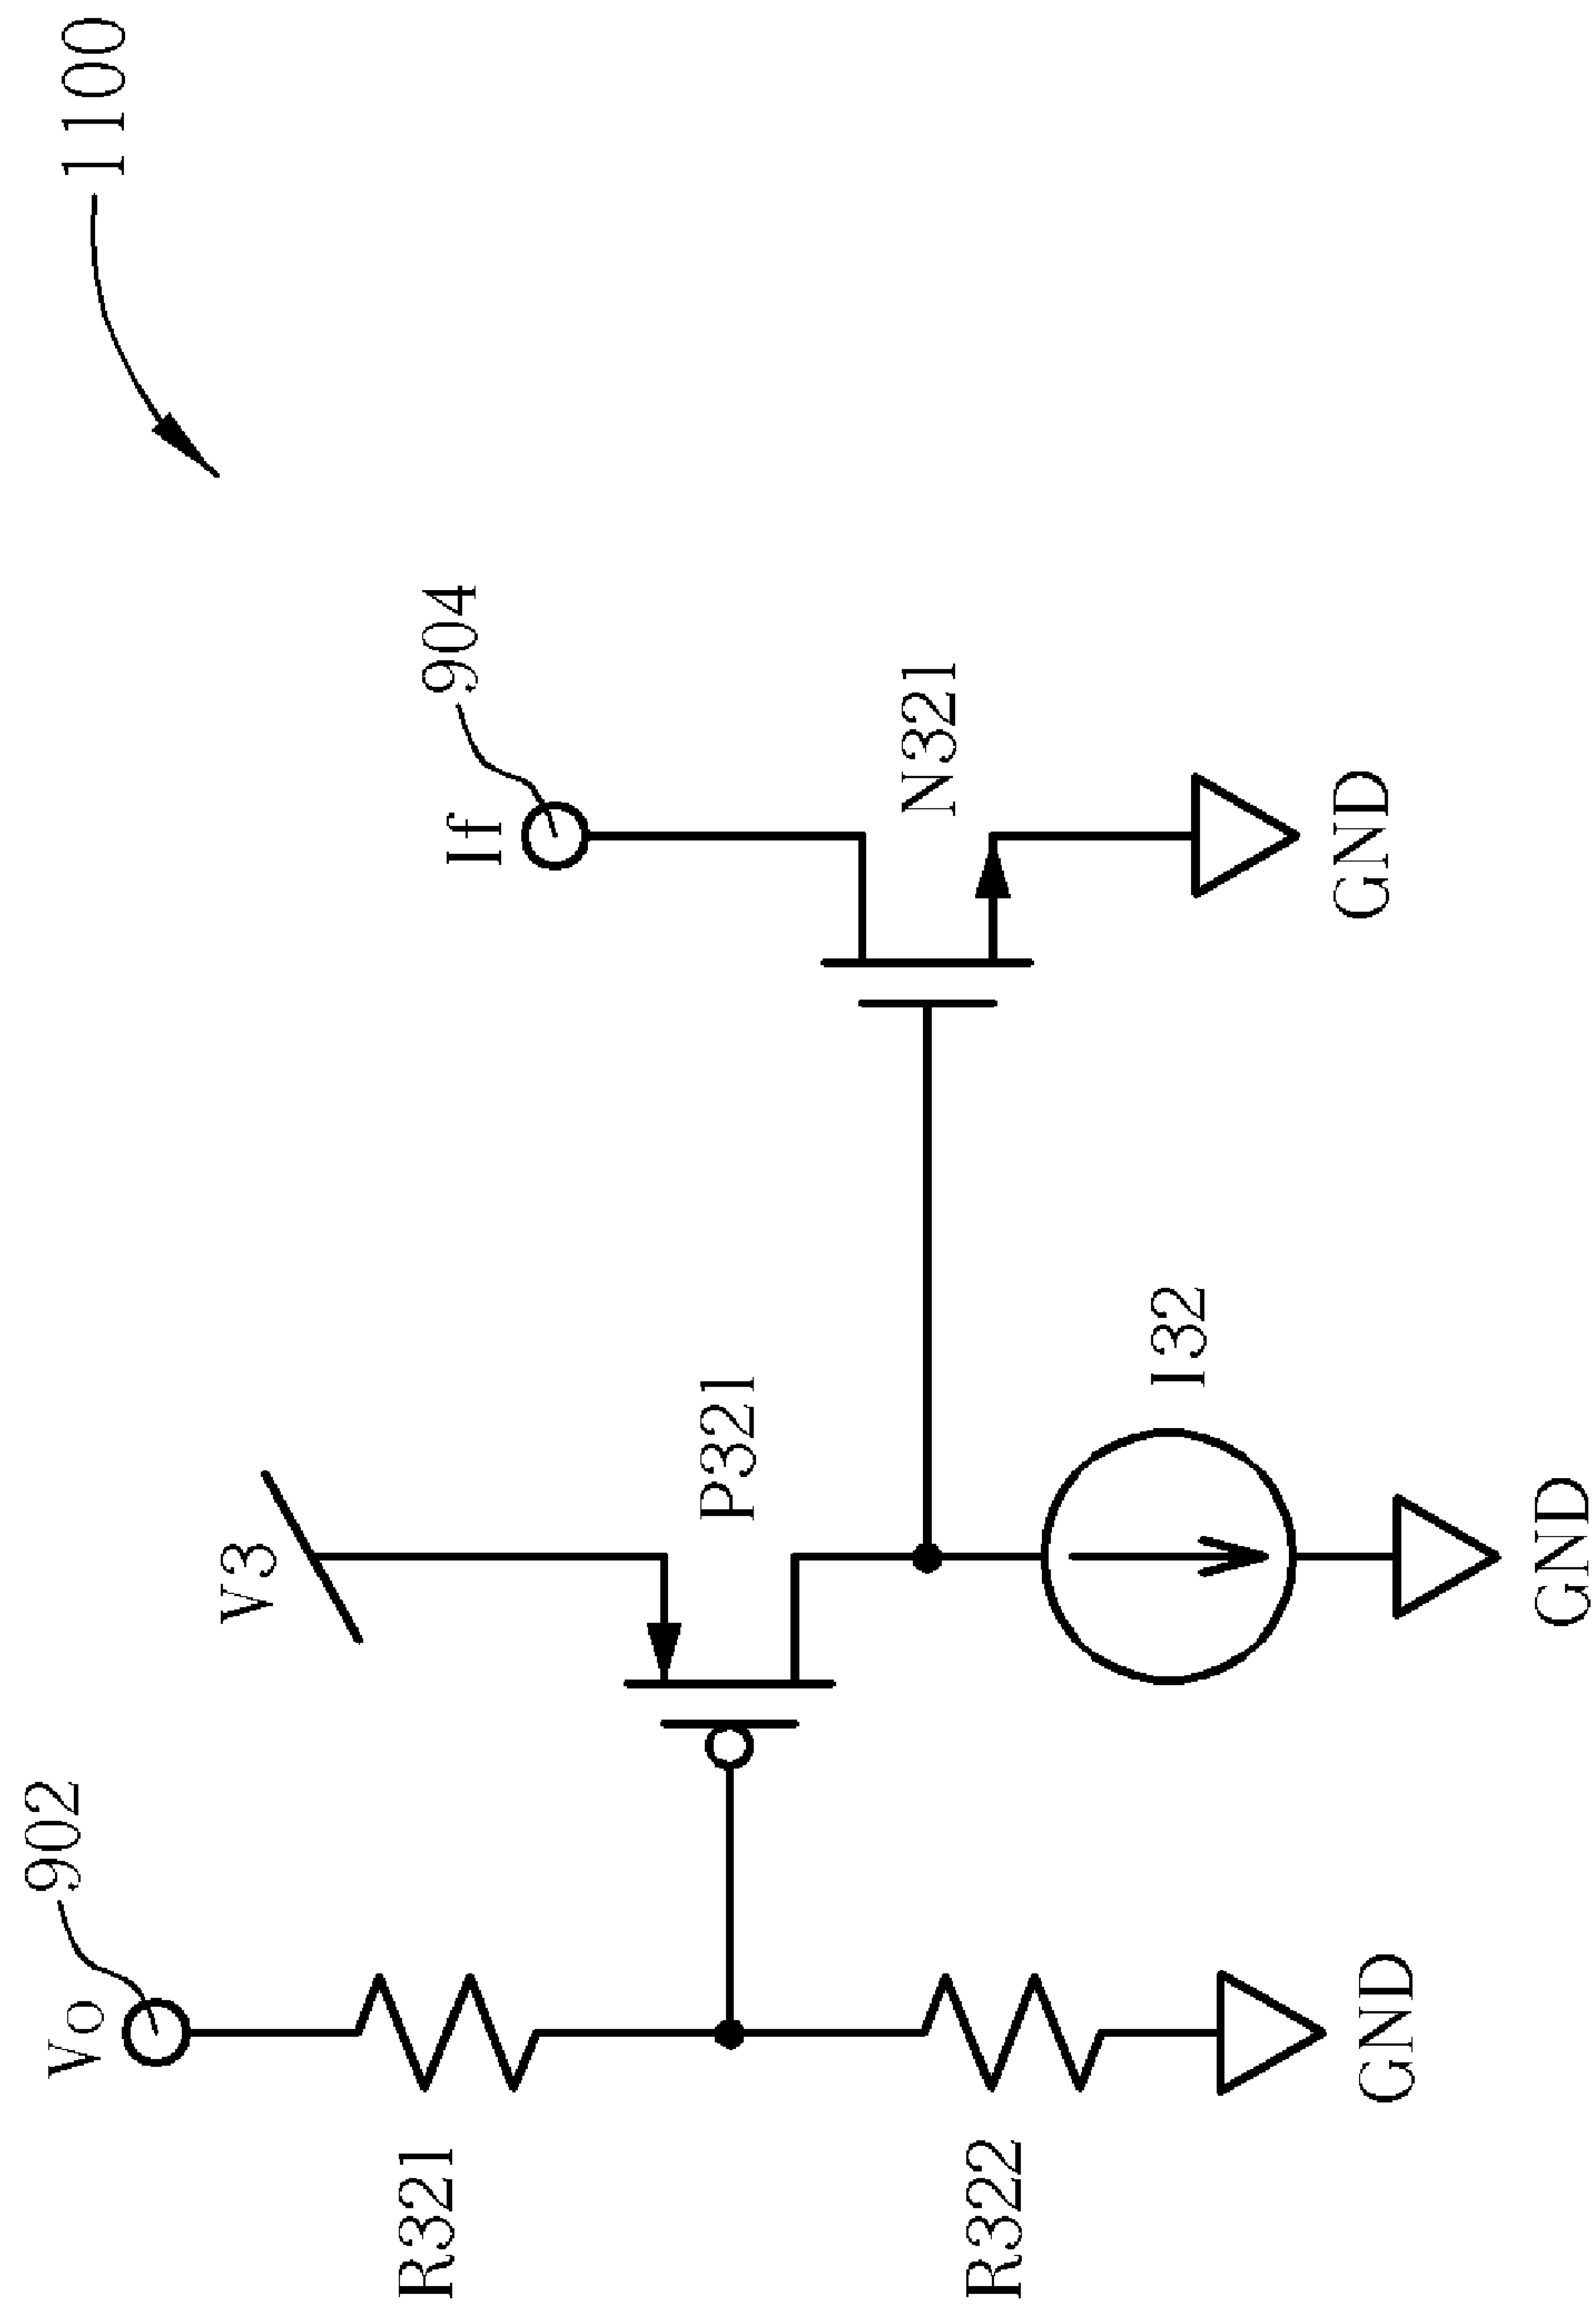 1100
Vo
902
V3
If
904
R321
P321
N321
R322
I32
GND
GND
GND